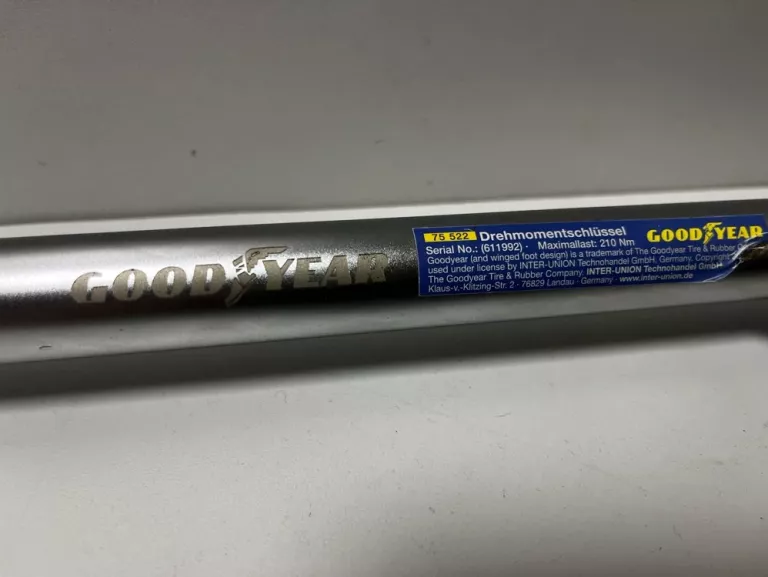 GOODYEAR
75 522 Drehmomentschlüssel
GOODYEAR
Serial No.: (611992) · Maximallast: 210 Nm
Goodyear (and winged foot design) is a trademark of The Goodyear Tire & Rubber
used under license by INTER-UNION Technohandel GmbH, Germany, Copyright
The Goodyear Tire & Rubber Company. INTER-UNION Technohandel GmbH
Klaus-v.-Klitzing-Str. 2 · 76829 Landau · Germany · www.inter-union.de